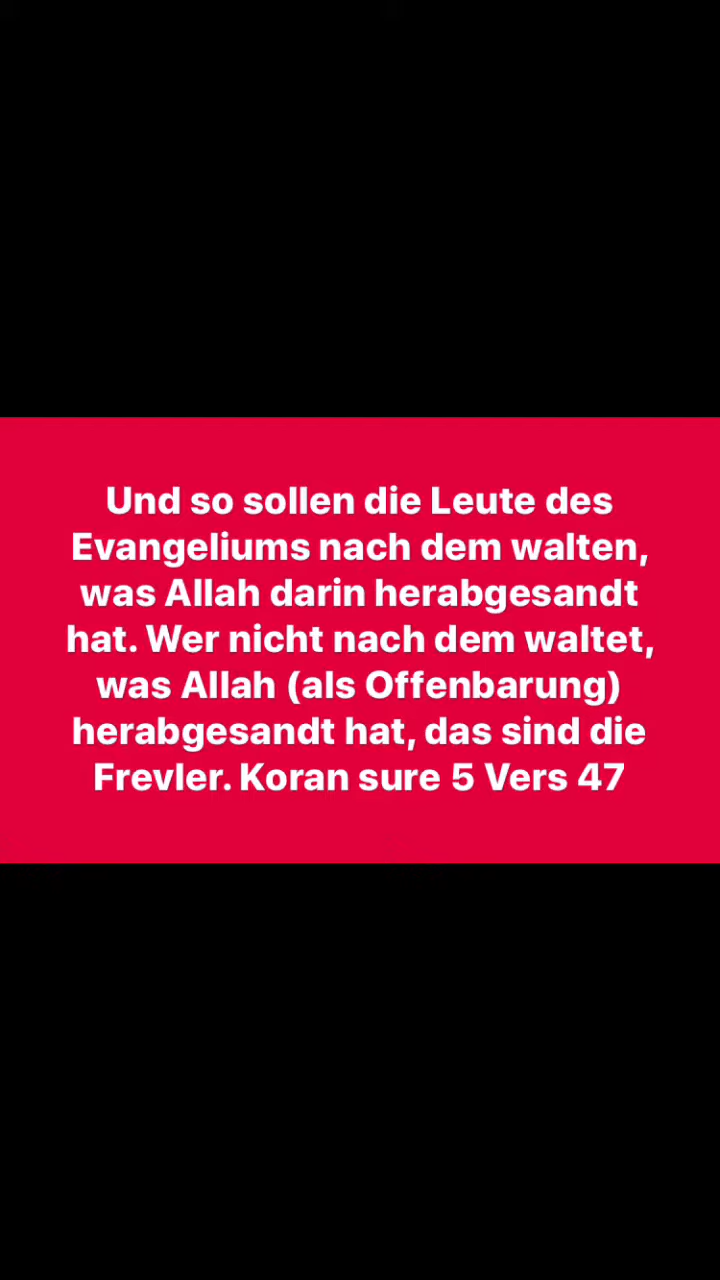 Und so sollen die Leute des
Evangeliums nach dem walten,
was Allah darin herabgesandt
hat. Wer nicht nach dem waltet,
was Allah (als Offenbarung)
herabgesandt hat, das sind die
Frevler. Koran sure 5 Vers 47